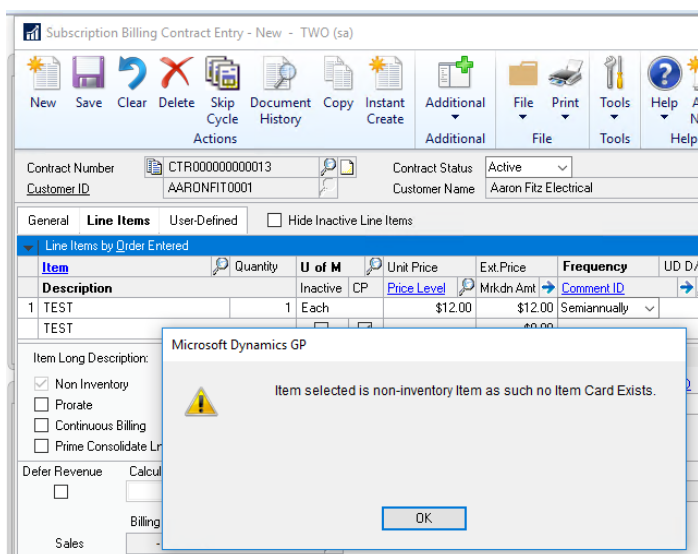 Subscription Billing Contract Entry - New - TWO (sa)
New Save Clear Delete Skip Cycle Document History Copy Instant Create Additional File Print Tools Help
Actions Additional File Tools Help
Contract Number CTR000000000013 Contract Status Active
Customer ID AARONFIT0001 Customer Name Aaron Fitz Electrical
General Line Items User-Defined Hide Inactive Line Items
Line Items by Order Entered
Item Quantity U of M Unit Price Ext.Price Frequency
Description Inactive CP Price Level Mrkdn Amt Comment ID
1 TEST 1 Each $12.00 $12.00 Semiannually
TEST
Microsoft Dynamics GP
Item Long Description:
Item selected is non-inventory Item as such no Item Card Exists.
Non Inventory
Prorate
Continuous Billing
Prime Consolidate
Defer Revenue
OK
Billing
Sales -